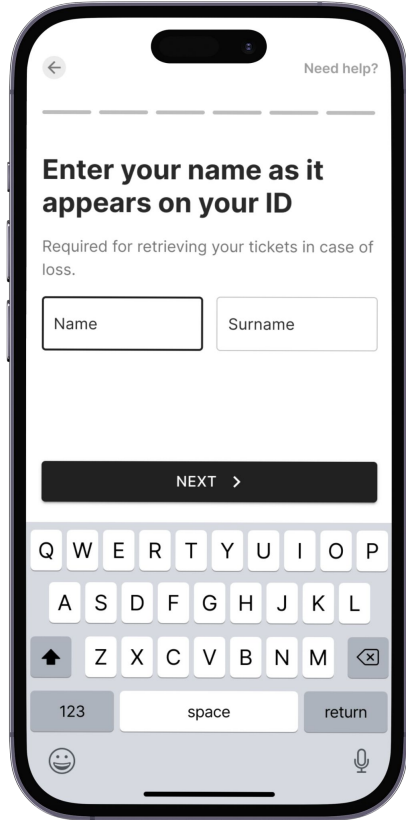 Need help?
Enter your name as it
appears on your ID
Required for retrieving your tickets in case of
loss.
Name Surname
NEXT
Q W E R T Y U I O P
A S D F G H J K L
Z X C V B N M
123 space return